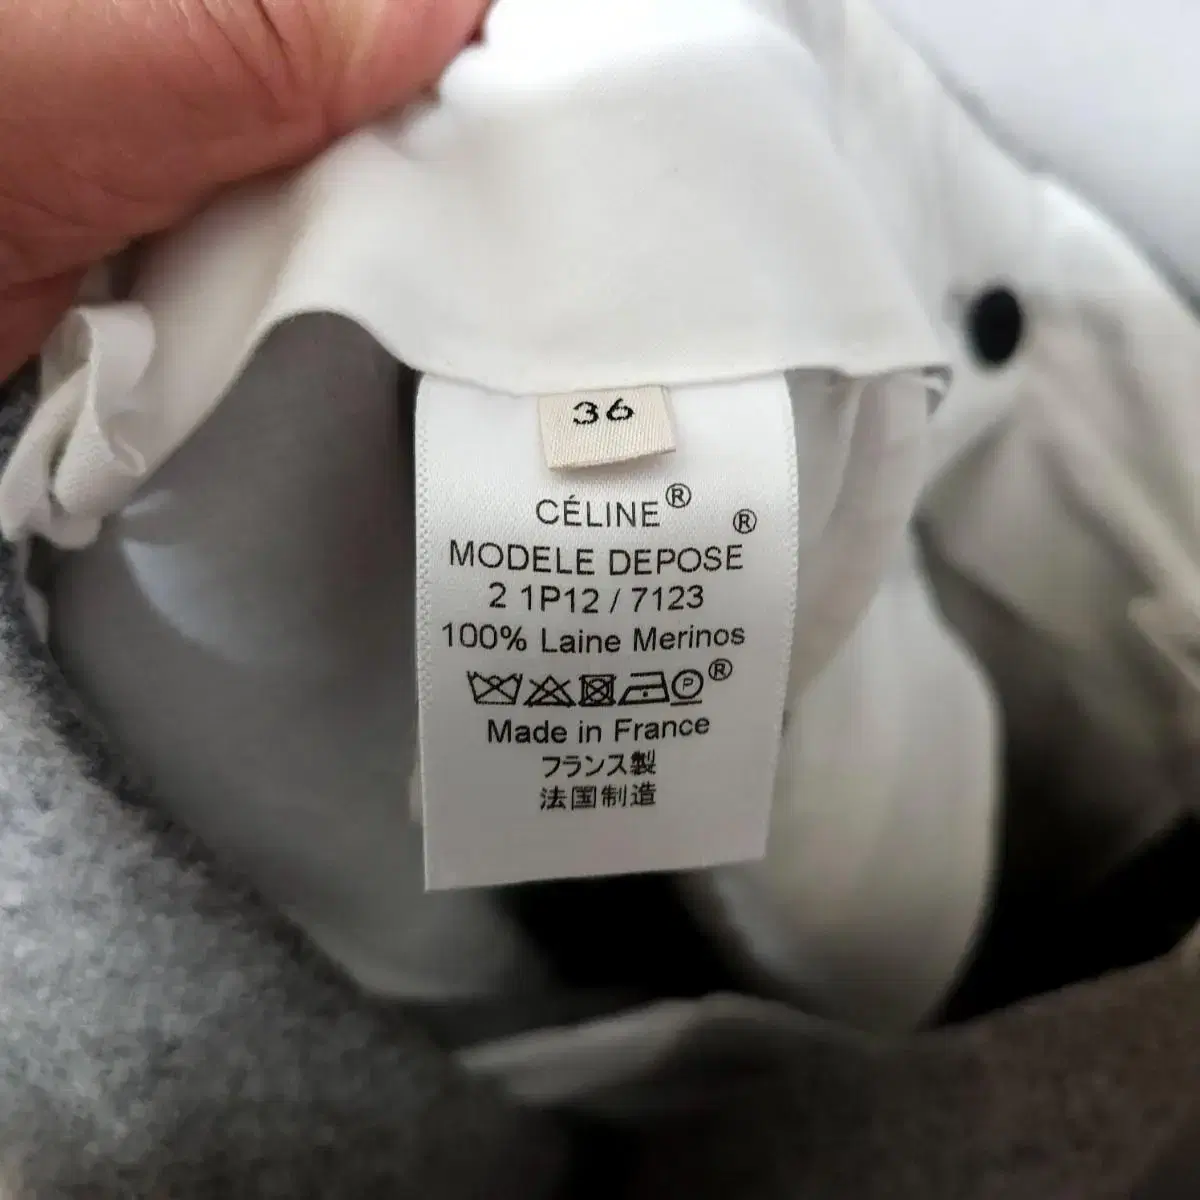 36
CÉLINE®
MODELE DEPOSE®
2 1P12 / 7123
100% Laine Merinos
P ®
Made in France
フランス製
法国制造